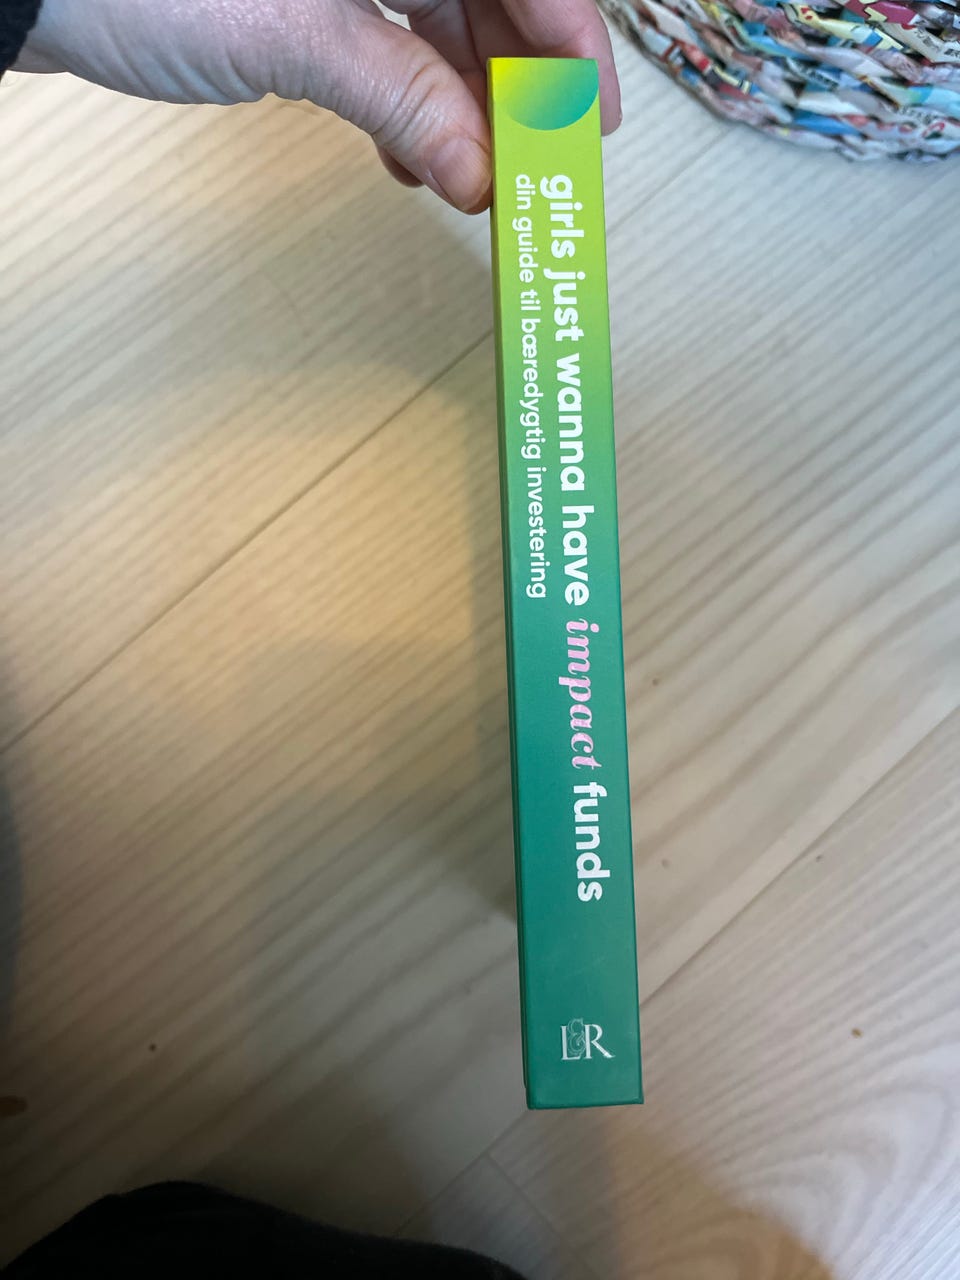 girls just wanna have impact funds
din guide til bæredygtig investering
L&R